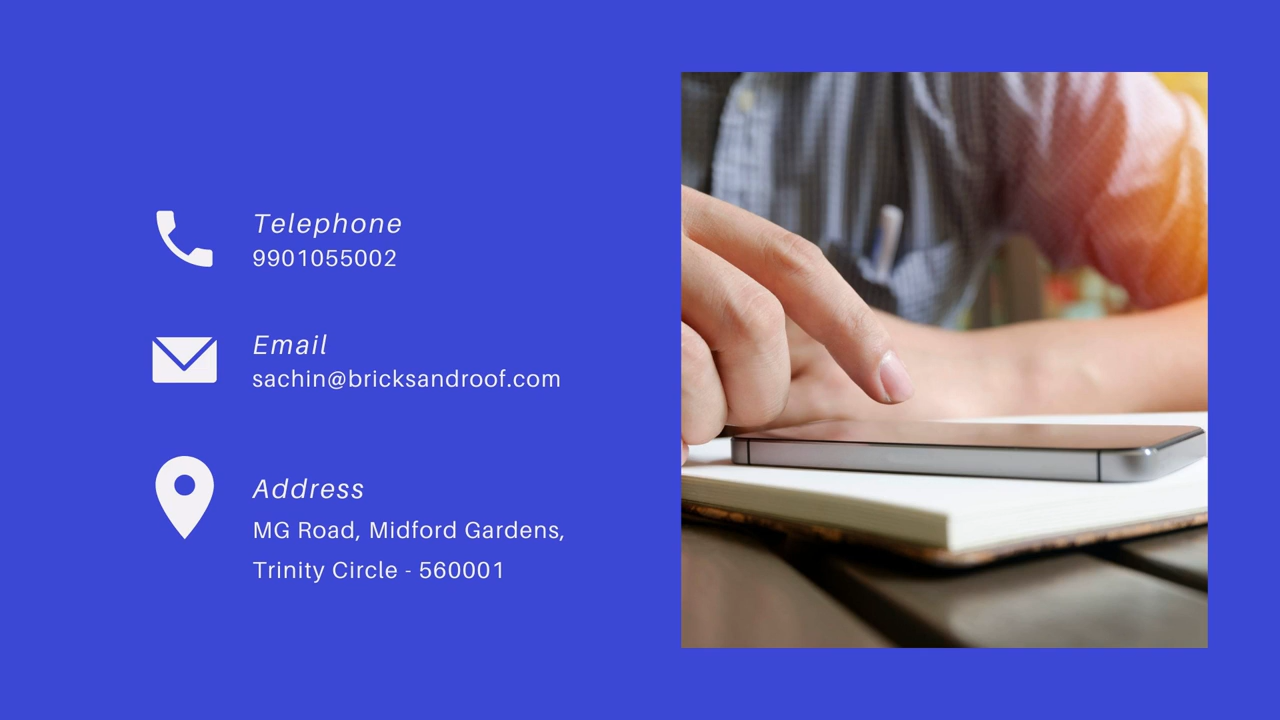 Telephone
9901055002
Email
sachin@bricksandroof.com
Address
MG Road, Midford Gardens,
Trinity Circle - 560001